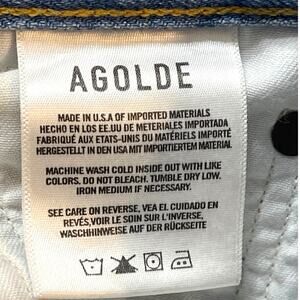 AGOLDE
MADE IN U.S.A OF IMPORTED MATERIALS
HECHO EN LOS EE.UU DE METERIALES IMPORTADA
FABRIQUÉ AUX ETATS-UNIS DU MATÉRIELS IMPORTÉ
HERGESTELLT IN DEN USA MIT IMPORTIERTEM MATERIAL
MACHINE WASH COLD INSIDE OUT WITH LIKE
COLORS, DO NOT BLEACH. TUMBLE DRY LOW.
IRON MEDIUM IF NECESSARY.
SEE CARE ON REVERSE, VEA EL CUIDADO EN
REVÉS, VOIR LE SOIN SUR L'INVERSE,
WASCHHINWEISE AUF DER RÜCKSEITE